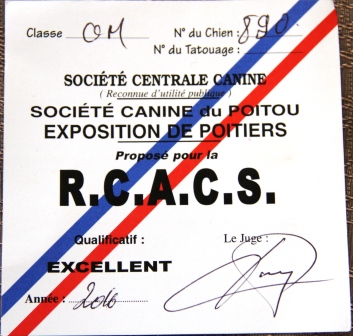 Classe OM N° du Chien : 890
N° du Tatouage :
SOCIÉTÉ CENTRALE CANINE
( Reconnue d'utilité publique )
SOCIÉTÉ CANINE DU POITOU
EXPOSITION DE POITIERS
Proposé pour la
R.C.A.C.S.
Qualificatif : Le Juge :
EXCELLENT
Année : 2016